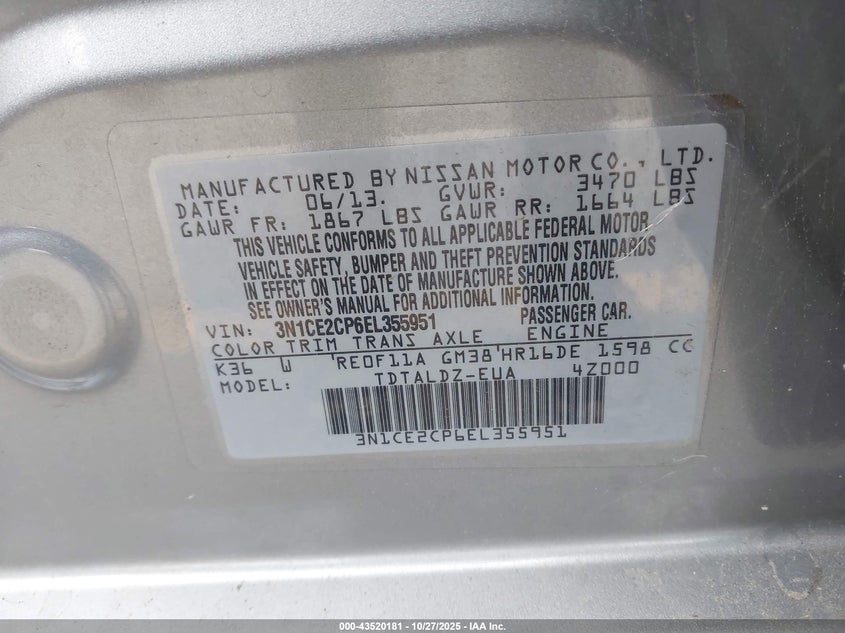 MANUFACTURED BY NISSAN MOTOR CO., LTD.
DATE: 06/13. GVWR: 3470 LBS
GAWR FR: 1867 LBS GAWR RR: 1664 LBS
THIS VEHICLE CONFORMS TO ALL APPLICABLE FEDERAL MOTOR
VEHICLE SAFETY, BUMPER AND THEFT PREVENTION STANDARDS
IN EFFECT ON THE DATE OF MANUFACTURE SHOWN ABOVE.
SEE OWNER'S MANUAL FOR ADDITIONAL INFORMATION.
VIN: 3N1CE2CP6EL355951 PASSENGER CAR.
COLOR TRIM TRANS AXLE ENGINE
K36 W RE0F11A GM38 HR16DE 1598 CC
MODEL: TDTALDZ-EUA 4Z000
3N1CE2CP6EL355951
000-43520181 - 10/27/2025 - IAA Inc.